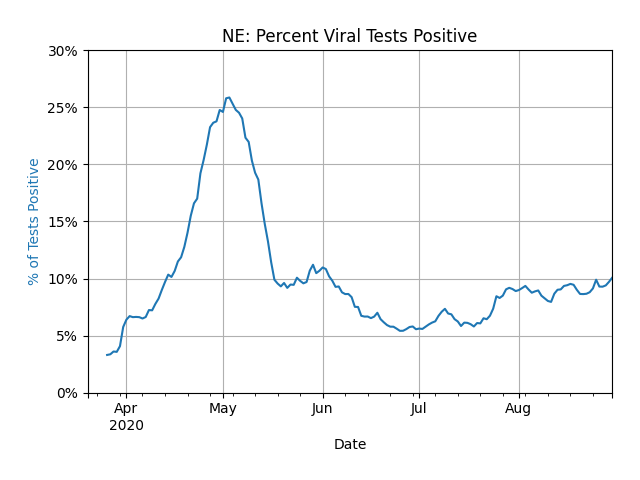 NE: Percent Viral Tests Positive
30%
25%
20%
15%
10%
5%
0%
% of Tests Positive
Apr May Jun Jul Aug
2020
Date